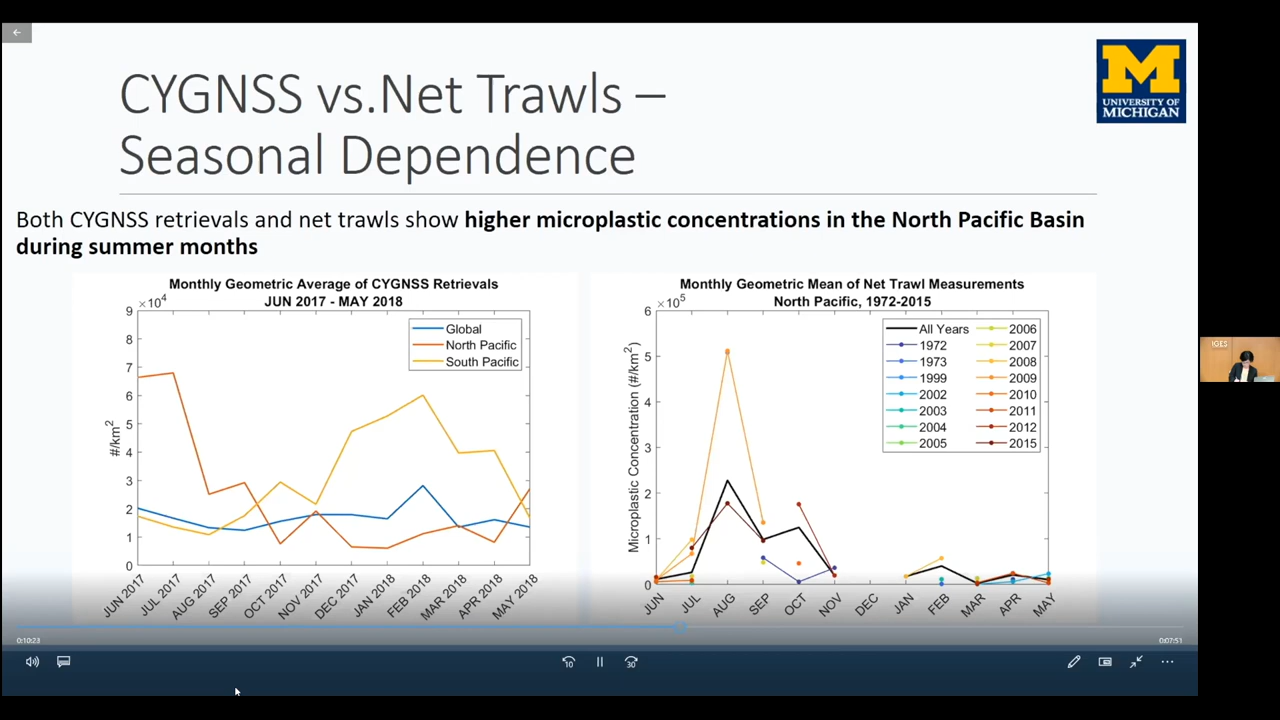 CYGNSS vs.Net Trawls –
Seasonal Dependence
M
UNIVERSITY OF
MICHIGAN
Both CYGNSS retrievals and net trawls show higher microplastic concentrations in the North Pacific Basin
during summer months
Monthly Geometric Average of CYGNSS Retrievals
JUN 2017 - MAY 2018
×10⁴
9
8
7
6
5
4
3
2
1
0
#/km²
Global
North Pacific
South Pacific
JUN 2017
JUL 2017
AUG 2017
SEP 2017
OCT 2017
NOV 2017
DEC 2017
JAN 2018
FEB 2018
MAR 2018
APR 2018
MAY 2018
Monthly Geometric Mean of Net Trawl Measurements
North Pacific, 1972-2015
×10⁵
6
5
4
3
2
1
0
Microplastic Concentration (#/km²)
All Years
1972
1973
1999
2002
2003
2004
2005
2006
2007
2008
2009
2010
2011
2012
2015
JUN
JUL
AUG
SEP
OCT
NOV
DEC
JAN
FEB
MAR
APR
MAY
IGES
0:10:23
0:07:51
10
30